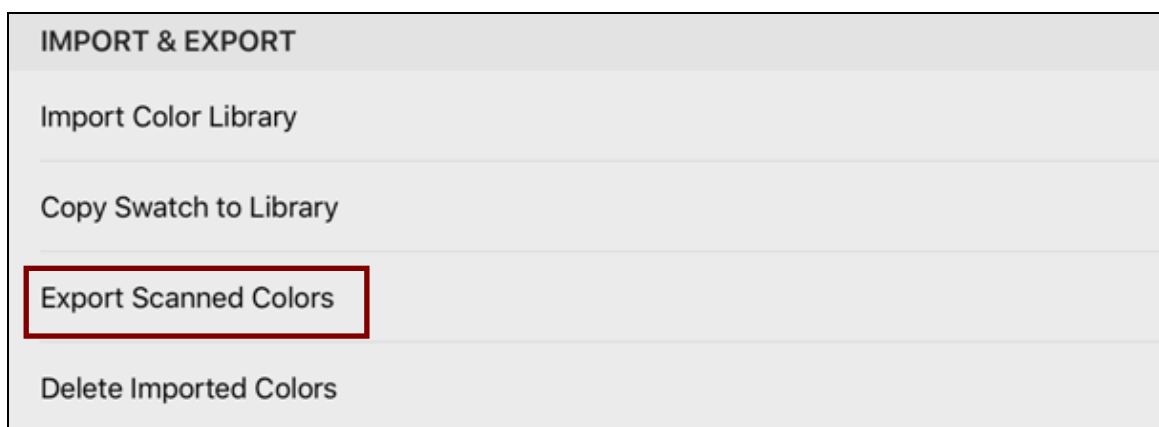 IMPORT & EXPORT
Import Color Library
Copy Swatch to Library
Export Scanned Colors
Delete Imported Colors